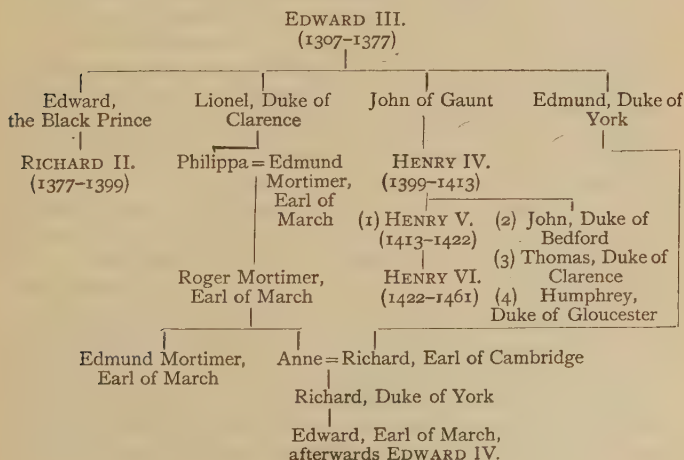 EDWARD III.
(1307–1377)
Edward,
the Black Prince
Lionel, Duke of
Clarence
John of Gaunt
Edmund, Duke of
York
RICHARD II.
(1377–1399)
Philippa = Edmund
Mortimer,
Earl of
March
HENRY IV.
(1399–1413)
(1) HENRY V.
(1413–1422)
(2) John, Duke of
Bedford
(3) Thomas, Duke of
Clarence
(4) Humphrey,
Duke of Gloucester
HENRY VI.
(1422–1461)
Roger Mortimer,
Earl of March
Edmund Mortimer,
Earl of March
Anne = Richard, Earl of Cambridge
Richard, Duke of York
Edward, Earl of March,
afterwards EDWARD IV.